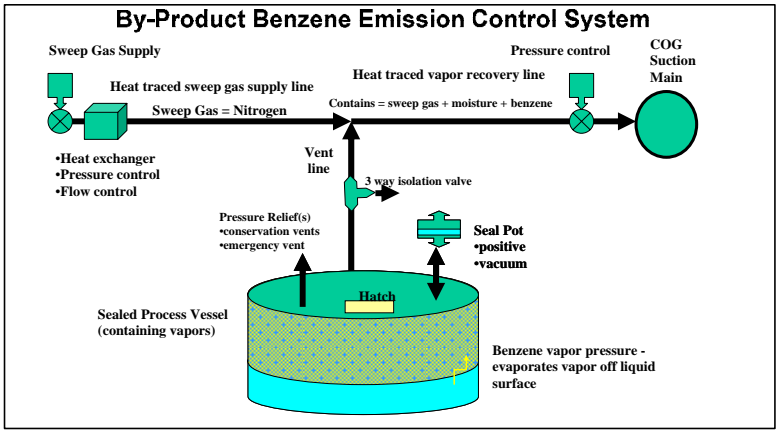 By-Product Benzene Emission Control System
Sweep Gas Supply
Pressure control
COG
Suction
Main
Heat traced sweep gas supply line
Heat traced vapor recovery line
Sweep Gas = Nitrogen
Contains = sweep gas + moisture + benzene
•Heat exchanger
•Pressure control
•Flow control
Vent
line
3 way isolation valve
Pressure Relief(s)
•conservation vents
•emergency vent
Seal Pot
•positive
•vacuum
Hatch
Sealed Process Vessel
(containing vapors)
Benzene vapor pressure -
evaporates vapor off liquid
surface